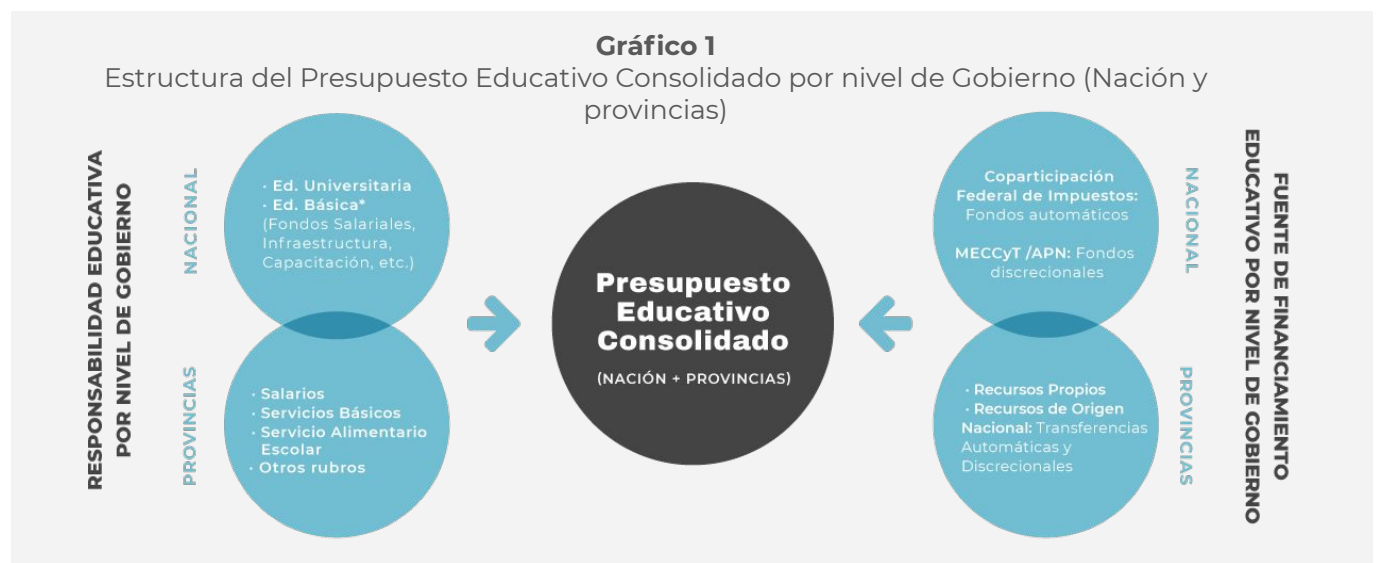 Gráfico 1
Estructura del Presupuesto Educativo Consolidado por nivel de Gobierno (Nación y
provincias)
RESPONSABILIDAD EDUCATIVA
POR NIVEL DE GOBIERNO
NACIONAL
· Ed. Universitaria
· Ed. Básica*
(Fondos Salariales,
Infraestructura,
Capacitación, etc.)
PROVINCIAS
· Salarios
· Servicios Básicos
· Servicio Alimentario
Escolar
· Otros rubros
Presupuesto
Educativo
Consolidado
(NACIÓN + PROVINCIAS)
Coparticipación
Federal de Impuestos:
Fondos automáticos
MECCyT /APN: Fondos
discrecionales
NACIONAL
· Recursos Propios
· Recursos de Origen
Nacional: Transferencias
Automáticas y
Discrecionales
PROVINCIAS
FUENTE DE FINANCIAMIENTO
EDUCATIVO POR NIVEL DE GOBIERNO